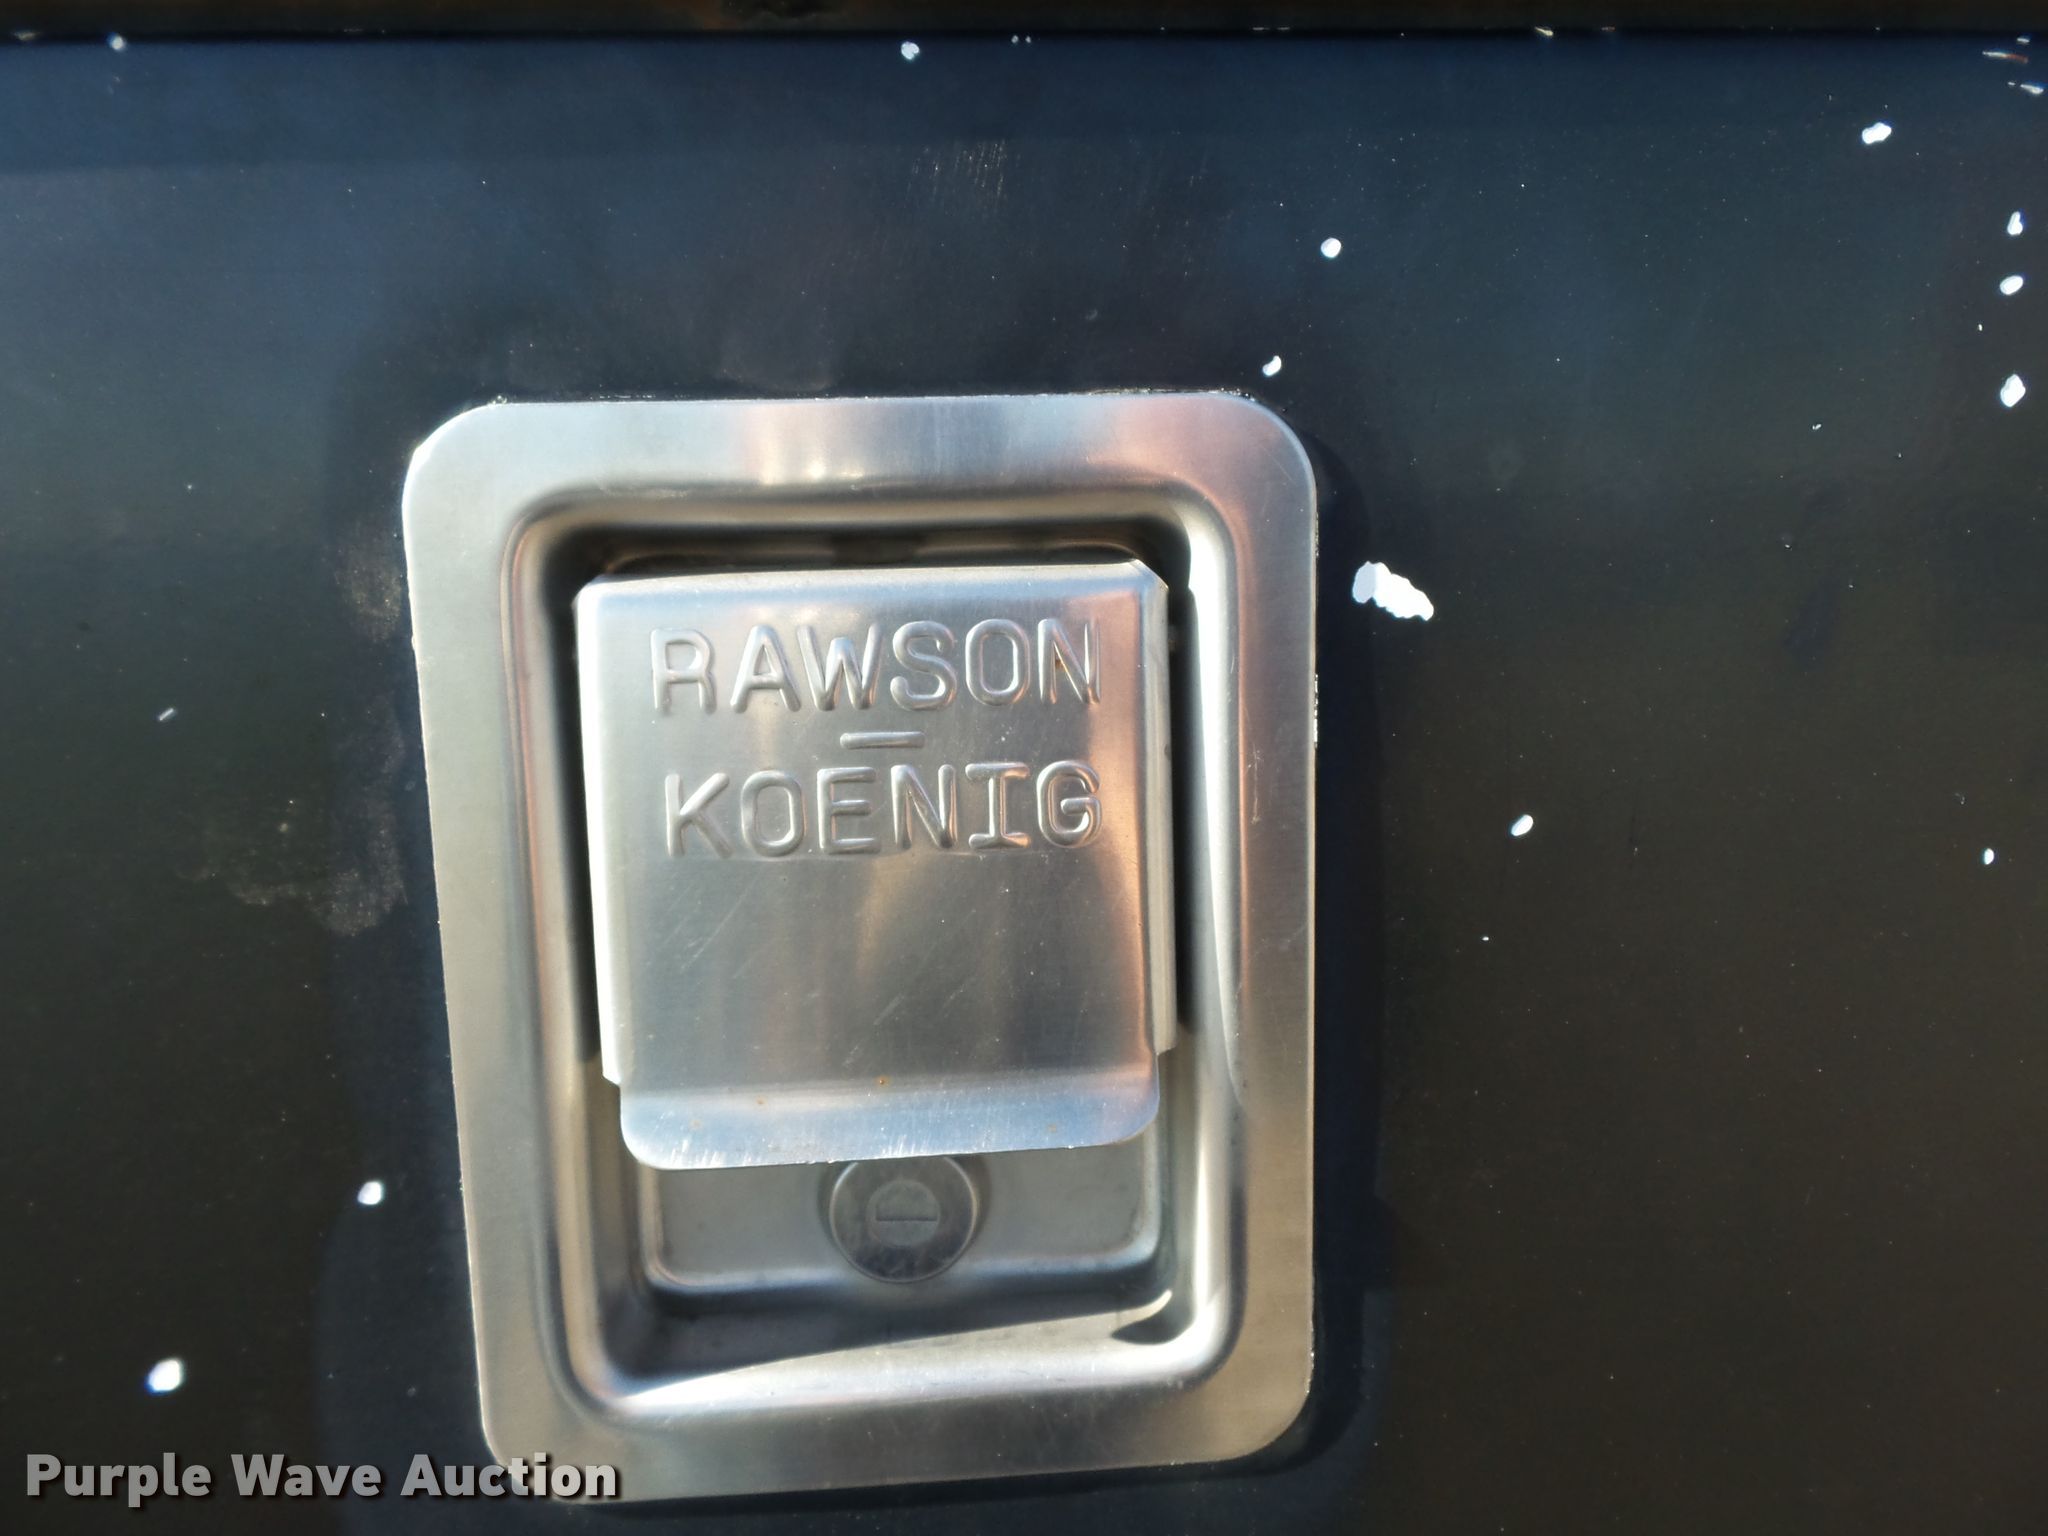 RAWSON
-
KOENIG
Purple Wave Auction